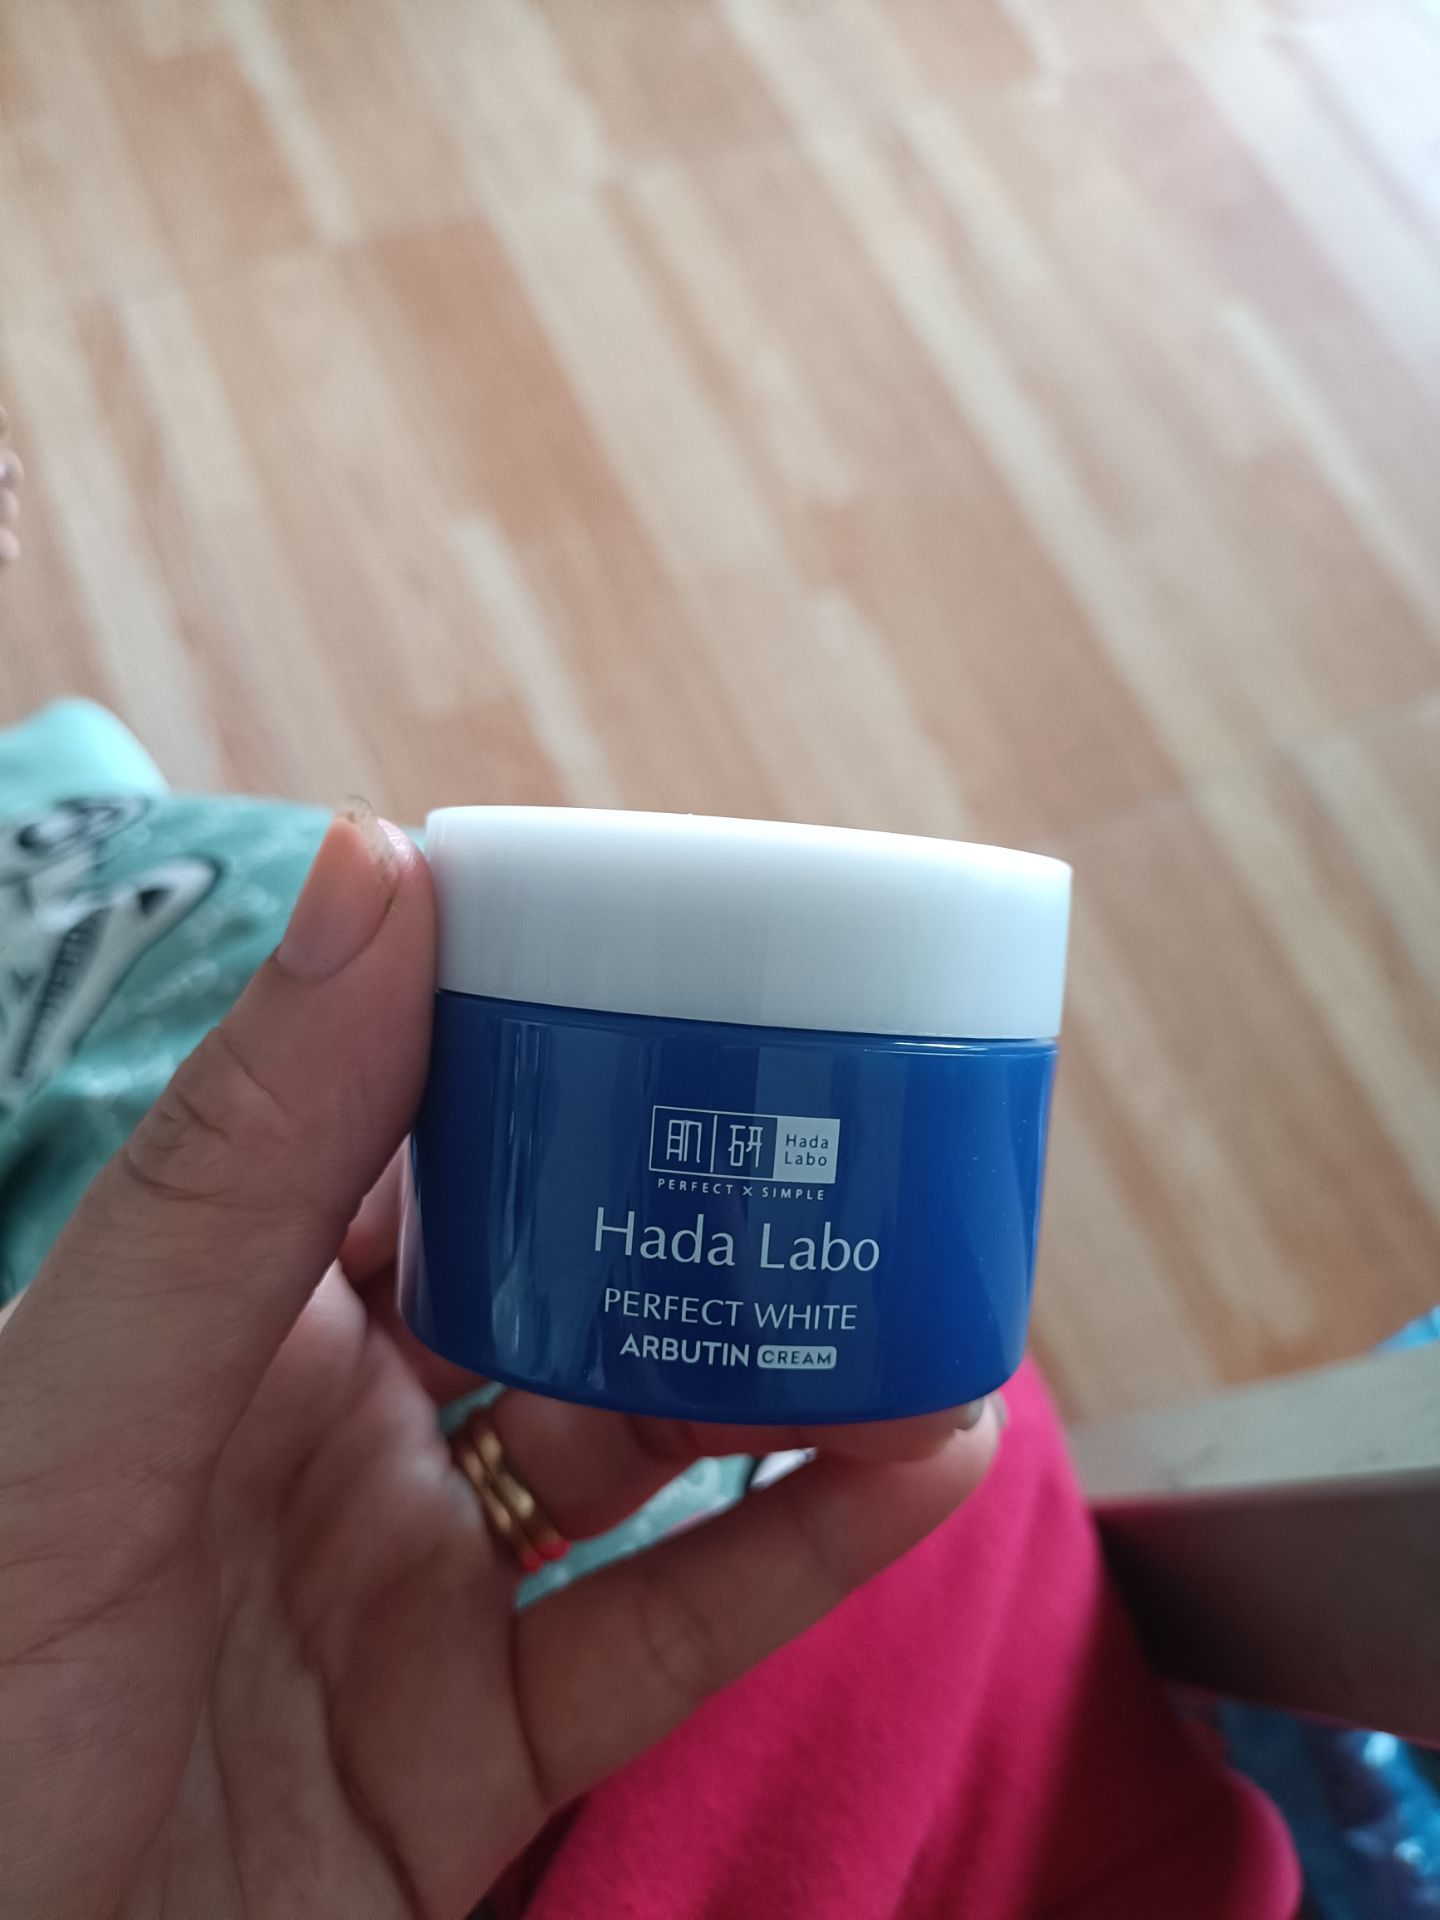 肌 研 Hada
Labo
PERFECT X SIMPLE
Hada Labo
PERFECT WHITE
ARBUTIN CREAM